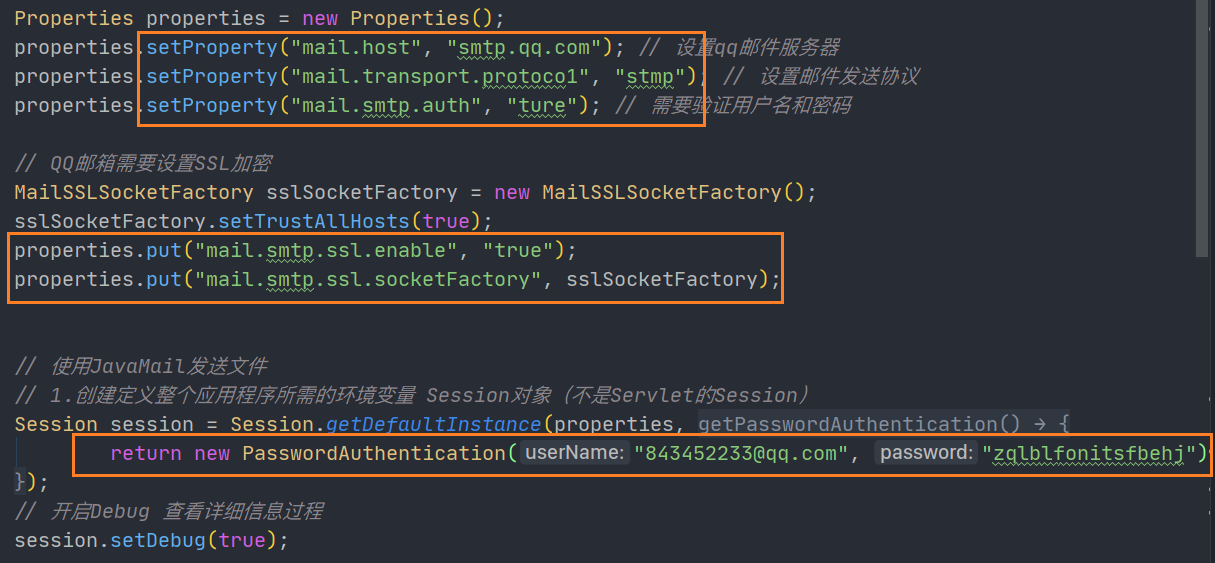 Properties properties = new Properties();
properties.setProperty("mail.host", "smtp.qq.com"); // 设置qq邮件服务器
properties.setProperty("mail.transport.protoco1", "stmp"); // 设置邮件发送协议
properties.setProperty("mail.smtp.auth", "ture"); // 需要验证用户名和密码
// QQ邮箱需要设置SSL加密
MailSSLSocketFactory sslSocketFactory = new MailSSLSocketFactory();
sslSocketFactory.setTrustAllHosts(true);
properties.put("mail.smtp.ssl.enable", "true");
properties.put("mail.smtp.ssl.socketFactory", sslSocketFactory);
// 使用JavaMail发送文件
// 1.创建定义整个应用程序所需的环境变量 Session对象（不是Servlet的Session）
Session session = Session.getDefaultInstance(properties, getPasswordAuthentication() → {
return new PasswordAuthentication( userName: "843452233@qq.com", password: "zqlblfonitsfbehj")
});
// 开启Debug 查看详细信息过程
session.setDebug(true);